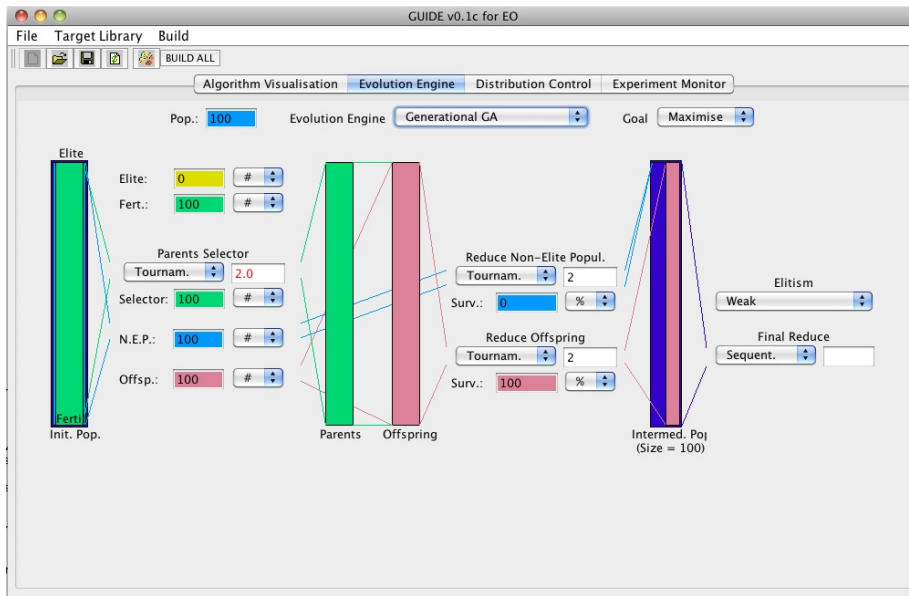 GUIDE v0.1c for EO
File Target Library Build
BUILD ALL
Algorithm Visualisation Evolution Engine Distribution Control Experiment Monitor
Pop.: 100 Evolution Engine Generational GA Goal Maximise
Elite
Elite: 0 #
Fert.: 100 #
Parents Selector
Tournam. 2.0
Selector: 100 #
N.E.P.: 100 #
Offsp.: 100 #
Reduce Non-Elite Popul.
Tournam. 2
Surv.: 0 %
Reduce Offspring
Tournam. 2
Surv.: 100 %
Elitism
Weak
Final Reduce
Sequent.
Ferti
Init. Pop.
Parents Offspring
Intermed. Po
(Size = 100)